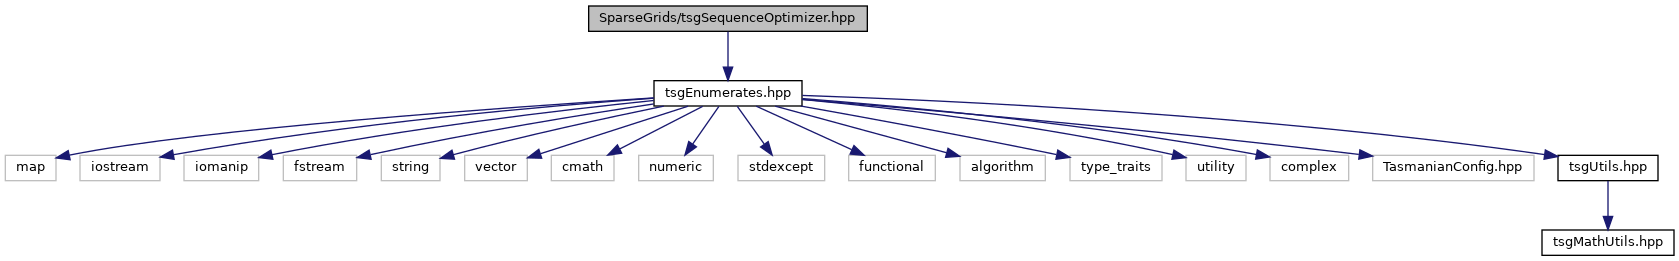 SparseGrids/tsgSequenceOptimizer.hpp
tsgEnumerates.hpp
map
iostream
iomanip
fstream
string
vector
cmath
numeric
stdexcept
functional
algorithm
type_traits
utility
complex
TasmanianConfig.hpp
tsgUtils.hpp
tsgMathUtils.hpp